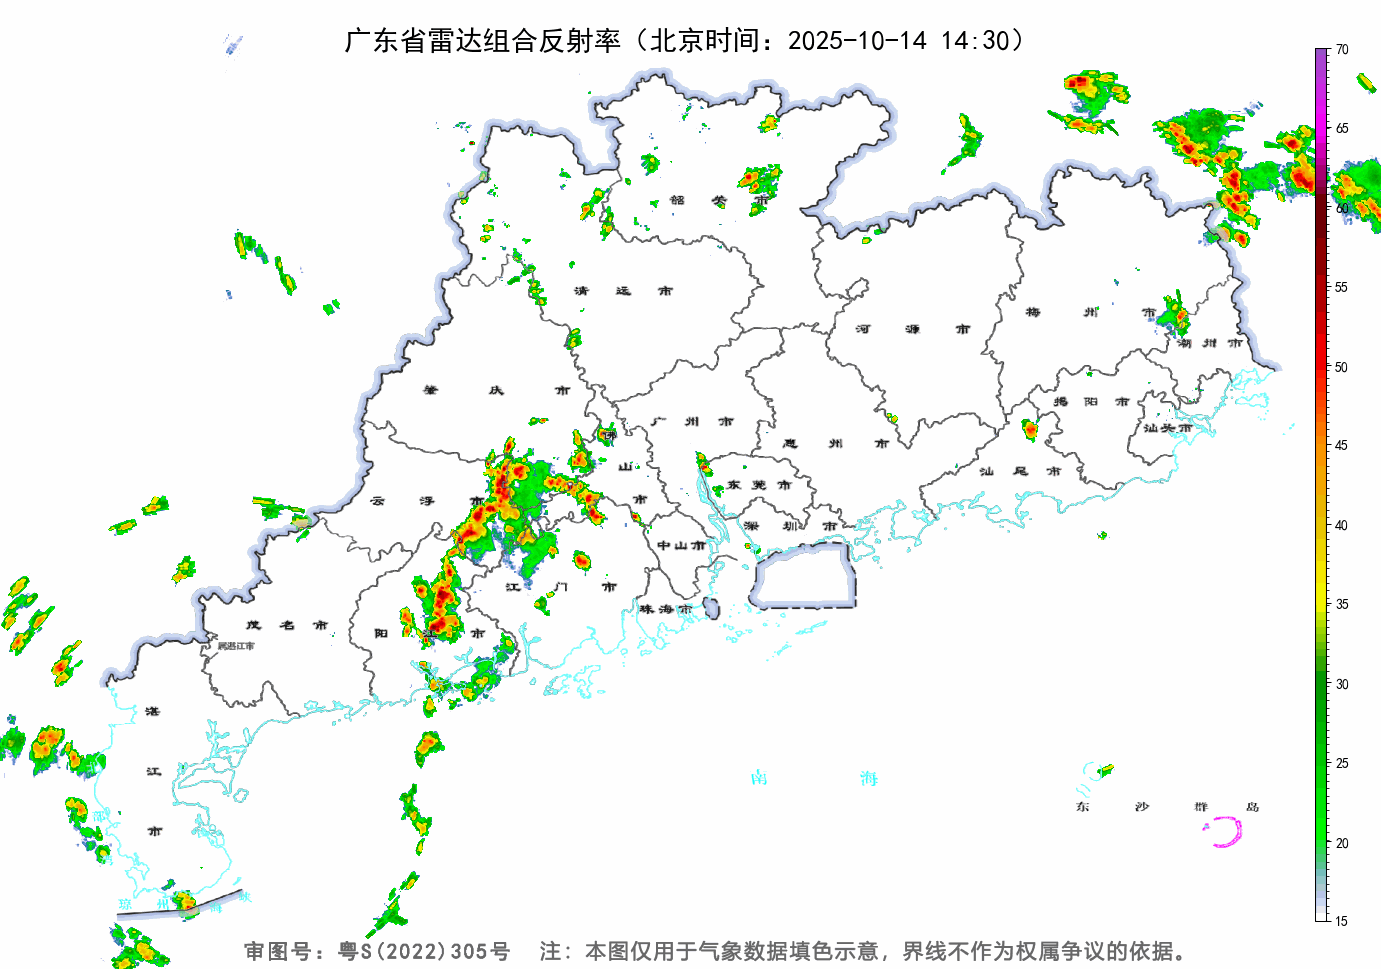 广东省雷达组合反射率（北京时间：2025-10-14 14:30）
70
65
60
55
50
45
40
35
30
25
20
15
韶关市
清远市
河源市
梅州市
潮州市
肇庆市
广州市
惠州市
揭阳市
汕头市
佛山市
云浮市
东莞市
汕尾市
深圳市
中山市
江门市
珠海市
茂名市
阳江市
属湛江市
湛江市
南海
东沙群岛
琼州海峡
审图号：粤S(2022)305号 注：本图仅用于气象数据填色示意，界线不作为权属争议的依据。